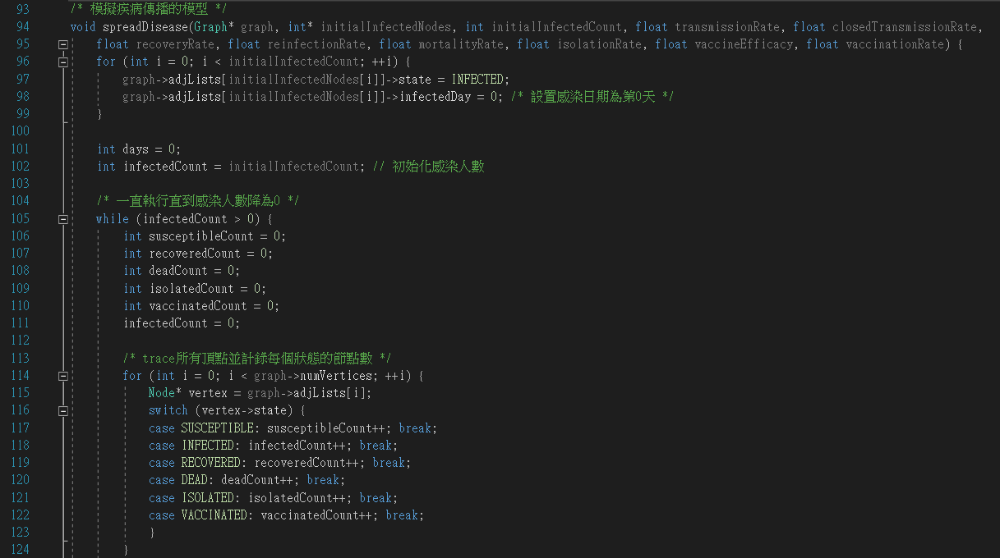 93 /* 模擬疾病傳播的模型 */
94 void spreadDisease(Graph* graph, int* initialInfectedNodes, int initialInfectedCount, float transmissionRate, float closedTransmissionRate,
95 float recoveryRate, float reinfectionRate, float mortalityRate, float isolationRate, float vaccineEfficacy, float vaccinationRate) {
96 for (int i = 0; i < initialInfectedCount; ++i) {
97 graph->adjLists[initialInfectedNodes[i]]->state = INFECTED;
98 graph->adjLists[initialInfectedNodes[i]]->infectedDay = 0; /* 設置感染日期為第0天 */
99 }
100
101 int days = 0;
102 int infectedCount = initialInfectedCount; // 初始化感染人數
103
104 /* 一直執行直到感染人數降為0 */
105 while (infectedCount > 0) {
106 int susceptibleCount = 0;
107 int recoveredCount = 0;
108 int deadCount = 0;
109 int isolatedCount = 0;
110 int vaccinatedCount = 0;
111 infectedCount = 0;
112
113 /* trace所有頂點並計錄每個狀態的節點數 */
114 for (int i = 0; i < graph->numVertices; ++i) {
115 Node* vertex = graph->adjLists[i];
116 switch (vertex->state) {
117 case SUSCEPTIBLE: susceptibleCount++; break;
118 case INFECTED: infectedCount++; break;
119 case RECOVERED: recoveredCount++; break;
120 case DEAD: deadCount++; break;
121 case ISOLATED: isolatedCount++; break;
122 case VACCINATED: vaccinatedCount++; break;
123 }
124 }